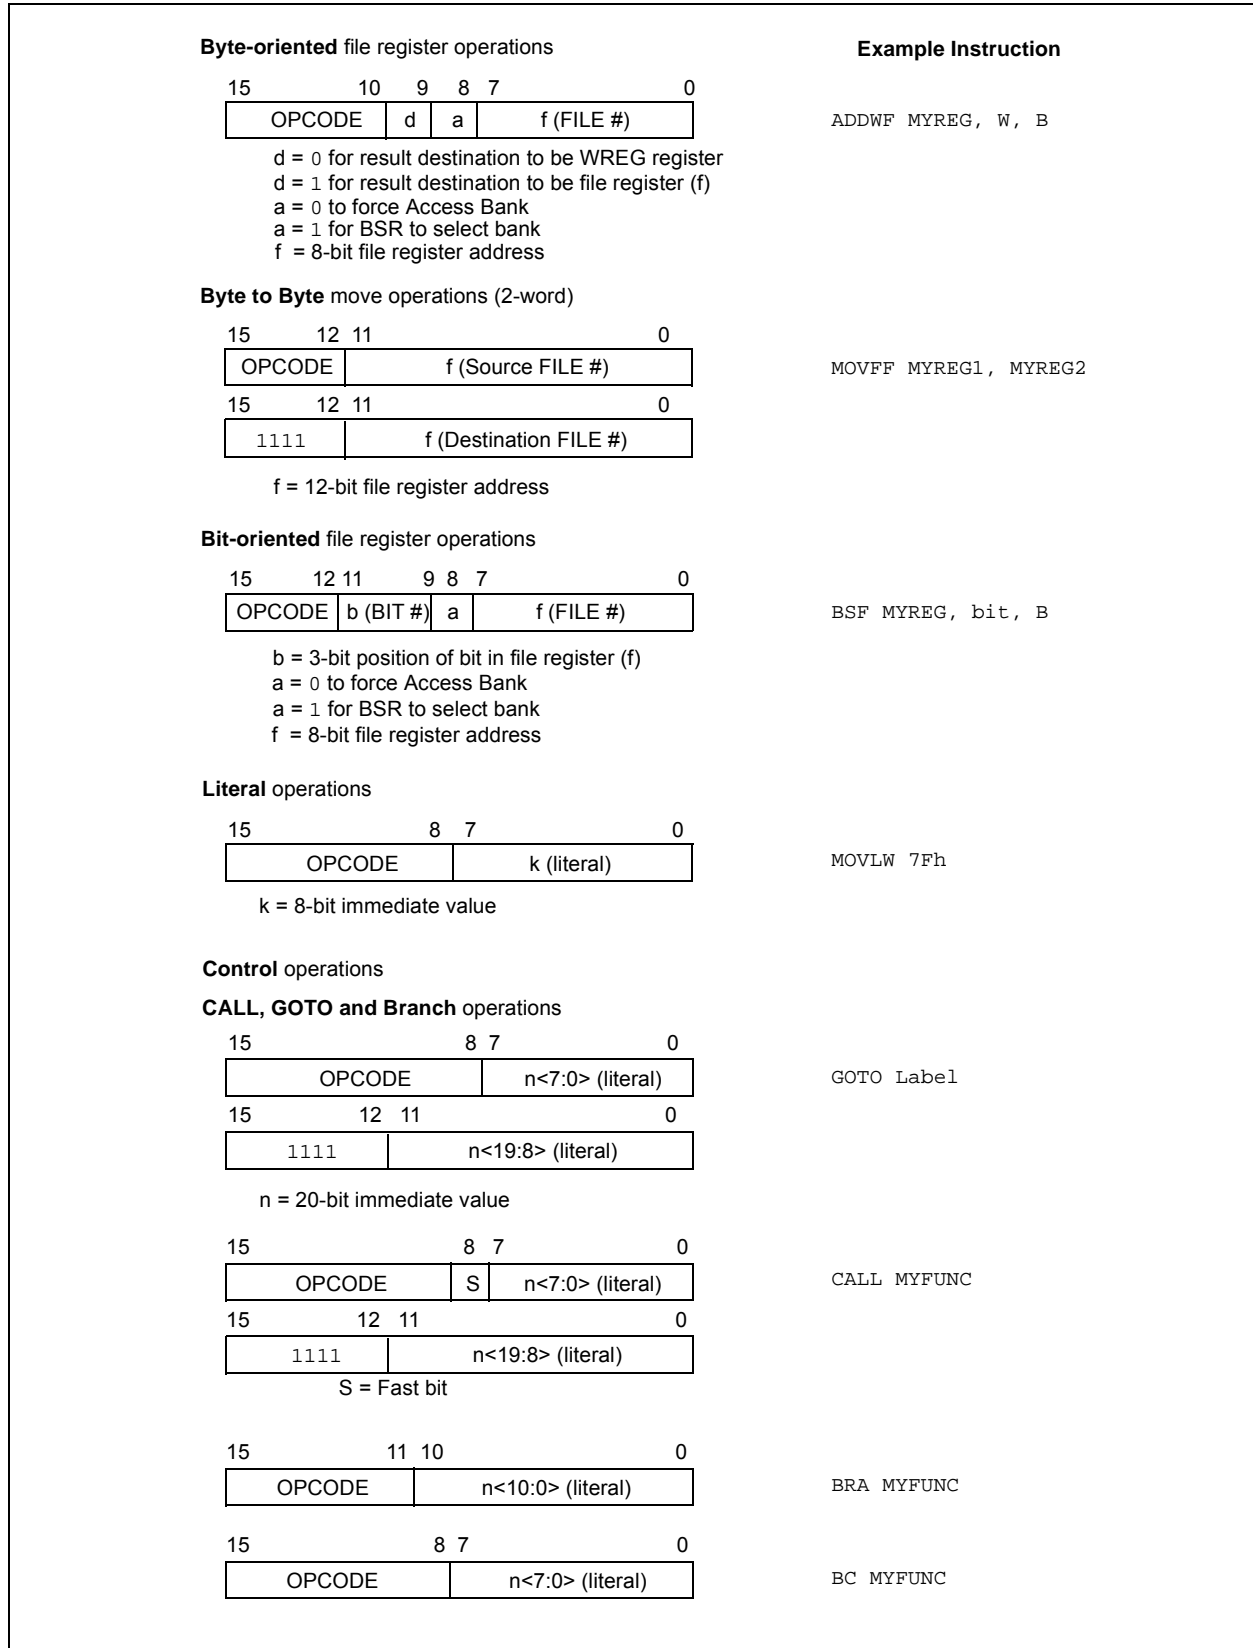 Byte-oriented file register operations
Example Instruction
15 10 9 8 7 0
OPCODE d a f (FILE #)
ADDWF MYREG, W, B
d = 0 for result destination to be WREG register
d = 1 for result destination to be file register (f)
a = 0 to force Access Bank
a = 1 for BSR to select bank
f = 8-bit file register address
Byte to Byte move operations (2-word)
15 12 11 0
OPCODE f (Source FILE #)
MOVFF MYREG1, MYREG2
15 12 11 0
1111 f (Destination FILE #)
f = 12-bit file register address
Bit-oriented file register operations
15 12 11 9 8 7 0
OPCODE b (BIT #) a f (FILE #)
BSF MYREG, bit, B
b = 3-bit position of bit in file register (f)
a = 0 to force Access Bank
a = 1 for BSR to select bank
f = 8-bit file register address
Literal operations
15 8 7 0
OPCODE k (literal)
MOVLW 7Fh
k = 8-bit immediate value
Control operations
CALL, GOTO and Branch operations
15 8 7 0
OPCODE n<7:0> (literal)
GOTO Label
15 12 11 0
1111 n<19:8> (literal)
n = 20-bit immediate value
15 8 7 0
OPCODE S n<7:0> (literal)
CALL MYFUNC
15 12 11 0
1111 n<19:8> (literal)
S = Fast bit
15 11 10 0
OPCODE n<10:0> (literal)
BRA MYFUNC
15 8 7 0
OPCODE n<7:0> (literal)
BC MYFUNC